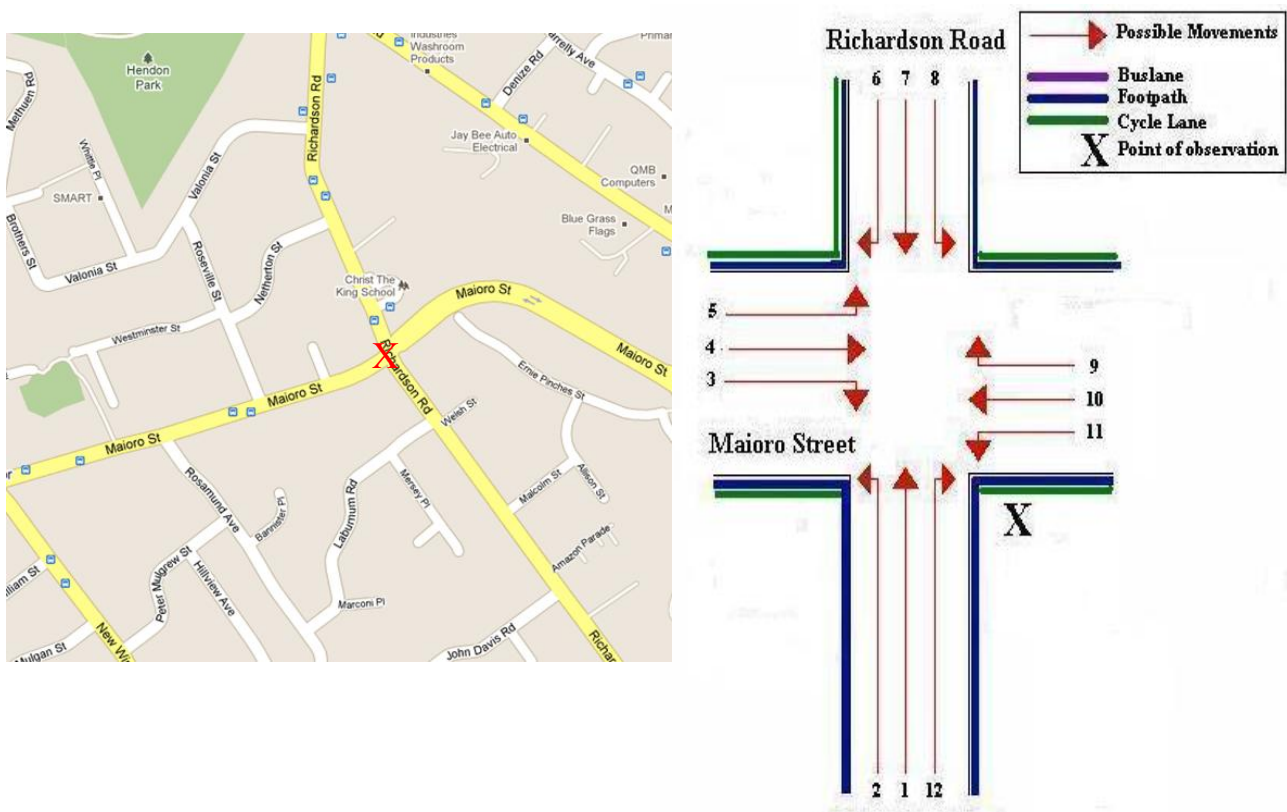 Industries
Washroom
Products
Hendon
Park
Methuen Rd
Richardson Rd
Denize Rd
Jay Bee Auto
Electrical
QMB
Computers
Blue Grass
Flags
Whittle Pl
SMART
Valonia St
Brothers St
Valonia St
Roseville St
Netherton St
Christ The
King School
Maioro St
Westminster St
X
Richardson Rd
Maioro St
Ernie Pinches St
Maioro St
Maioro St
Welsh St
Rosamund Ave
Bannister Pl
Laburnum Rd
Mersey Pl
Malcolm St
Allison St
Amazon Parade
Peter Mulgrew St
Hillview Ave
Marconi Pl
Mulgan St
John Davis Rd
Richardson Road
6 7 8
Possible Movements
Buslane
Footpath
Cycle Lane
X Point of observation
5
4
3
9
10
11
Maioro Street
X
2 1 12